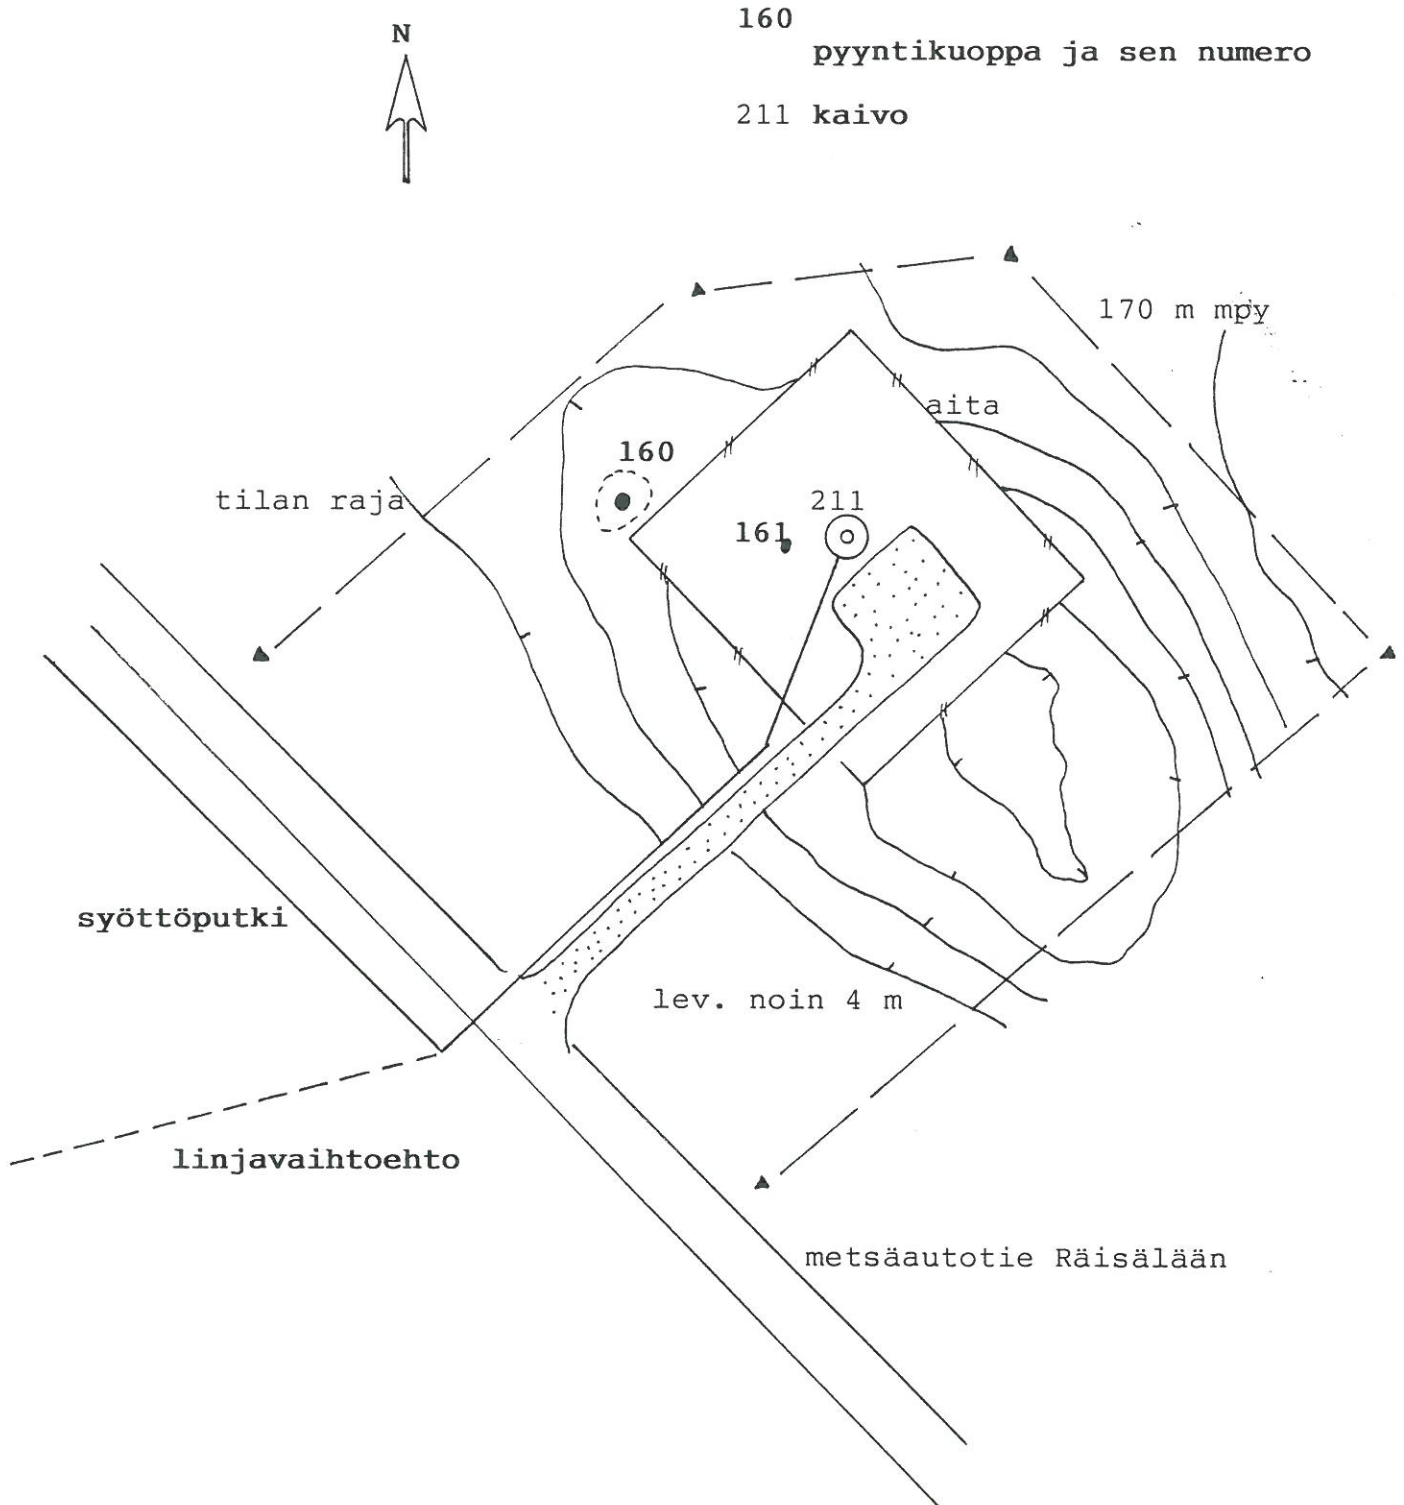 N
160
pyyntikuoppa ja sen numero
211 kaivo
170 m mpy
aita
160
tilan raja
211
161
syöttöputki
lev. noin 4 m
linjavaihtoehto
metsäautotie Räisälään